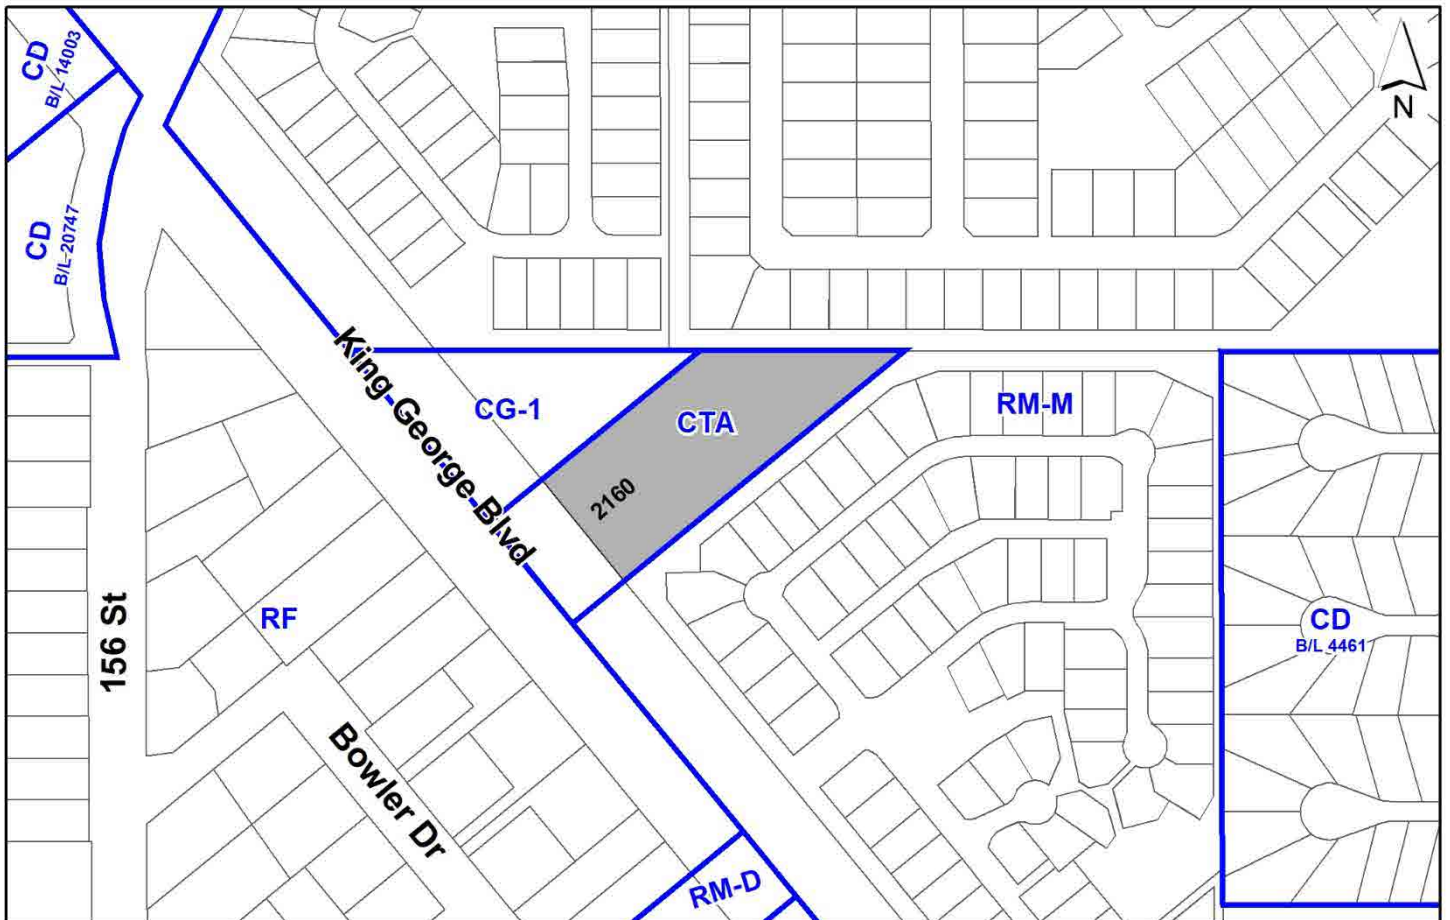 CD
B/L 14003
N
CD
B/L 20747
King George Blvd
CG-1
CTA
RM-M
2160
156 St
RF
CD
B/L 4461
Bowler Dr
RM-D